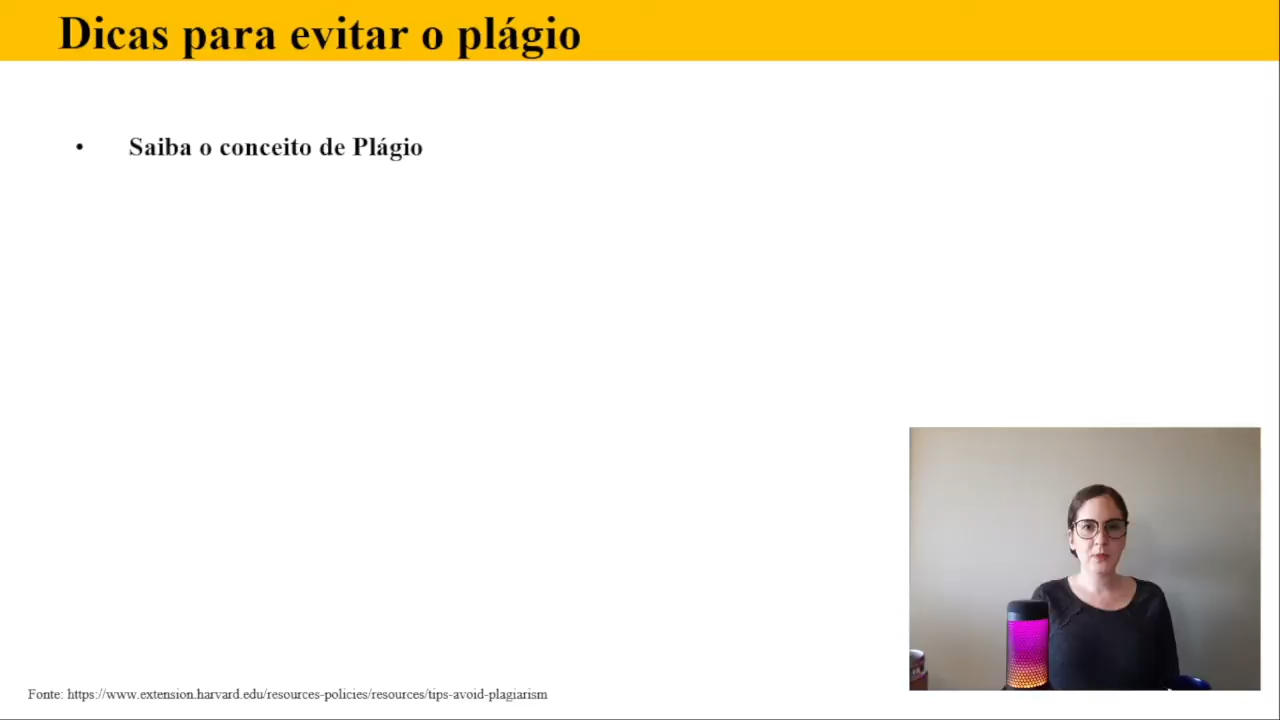 Dicas para evitar o plágio
• Saiba o conceito de Plágio
Fonte: https://www.extension.harvard.edu/resources-policies/resources/tips-avoid-plagiarism